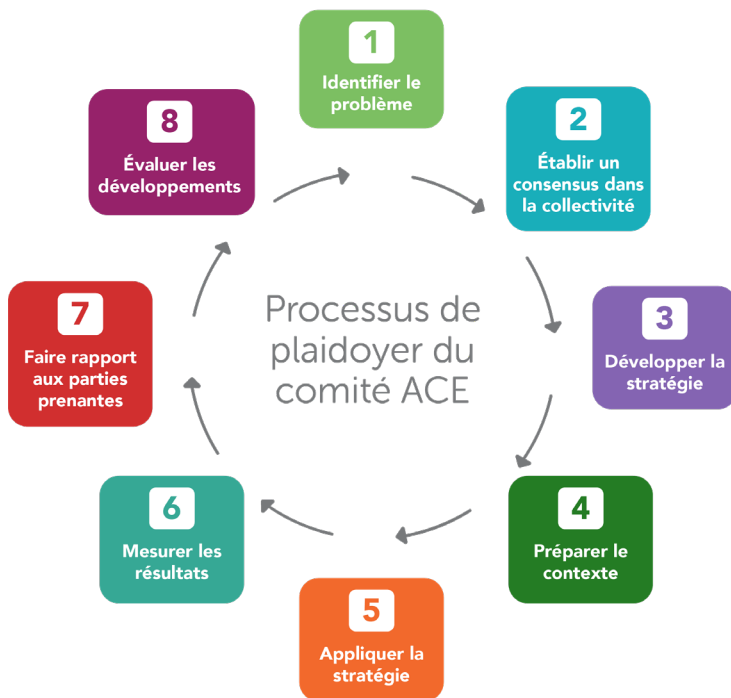 1
Identifier le
problème
2
Établir un
consensus dans
la collectivité
3
Développer la
stratégie
4
Préparer le
contexte
5
Appliquer la
stratégie
6
Mesurer les
résultats
7
Faire rapport
aux parties
prenantes
8
Évaluer les
développements
Processus de
plaidoyer du
comité ACE